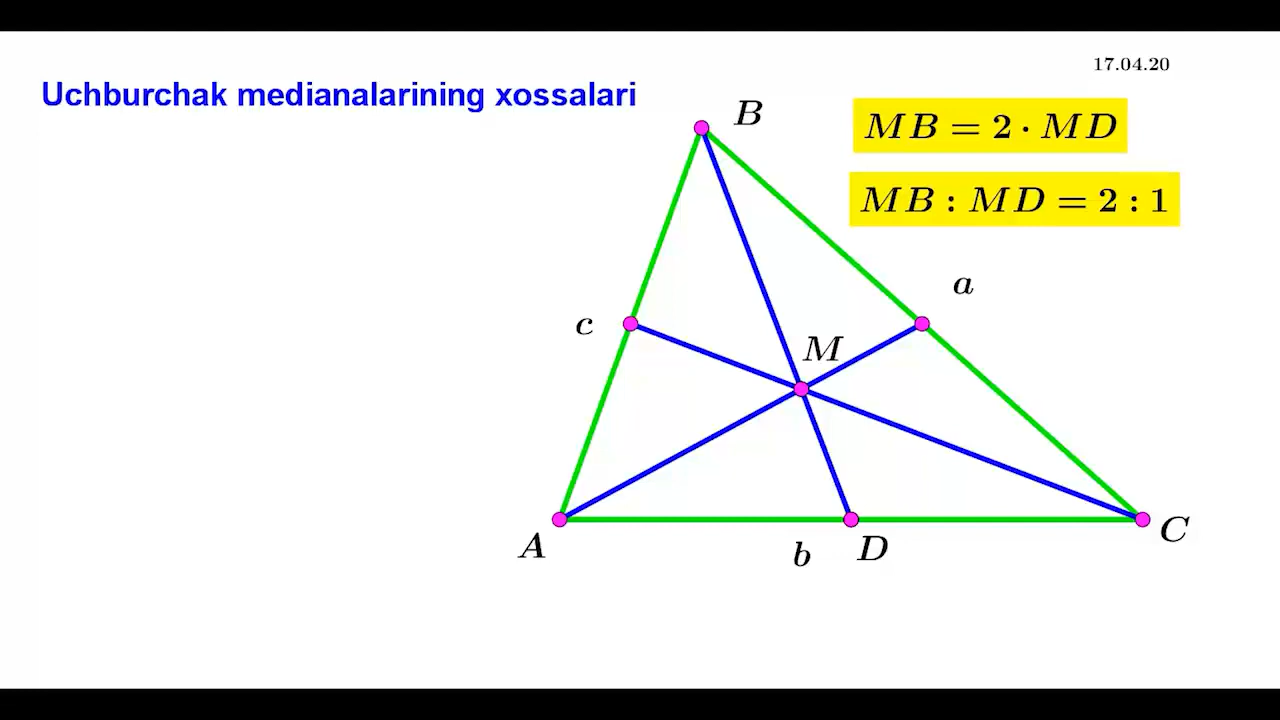 17.04.20
Uchburchak medianalarining xossalari
B
MB = 2 · MD
MB : MD = 2 : 1
a
c
M
A
b
D
C